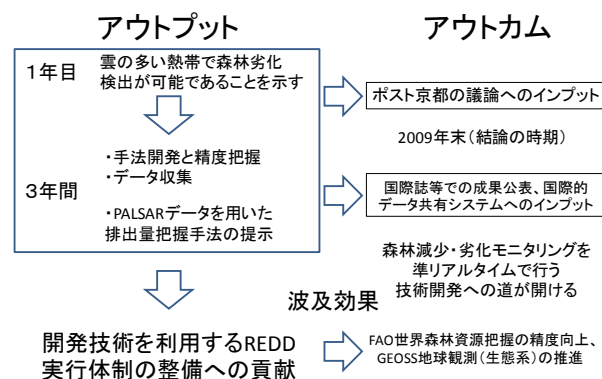 アウトプット
アウトカム
1年目
雲の多い熱帯で森林劣化
検出が可能であることを示す
ポスト京都の議論へのインプット
2009年末（結論の時期）
3年間
・手法開発と精度把握
・データ収集
・PALSARデータを用いた
排出量把握手法の提示
国際誌等での成果公表、国際的
データ共有システムへのインプット
森林減少・劣化モニタリングを
準リアルタイムで行う
技術開発への道が開ける
波及効果
開発技術を利用するREDD
実行体制の整備への貢献
FAO世界森林資源把握の精度向上、
GEOSS地球観測（生態系）の推進